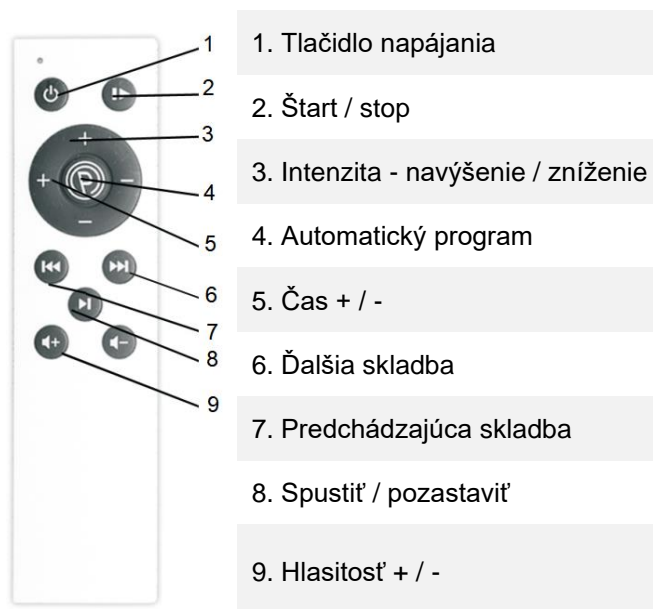 1
2
3
4
5
6
7
8
9
1. Tlačidlo napájania
2. Štart / stop
3. Intenzita - navýšenie / zníženie
4. Automatický program
5. Čas + / -
6. Ďalšia skladba
7. Predchádzajúca skladba
8. Spustiť / pozastaviť
9. Hlasitosť + / -